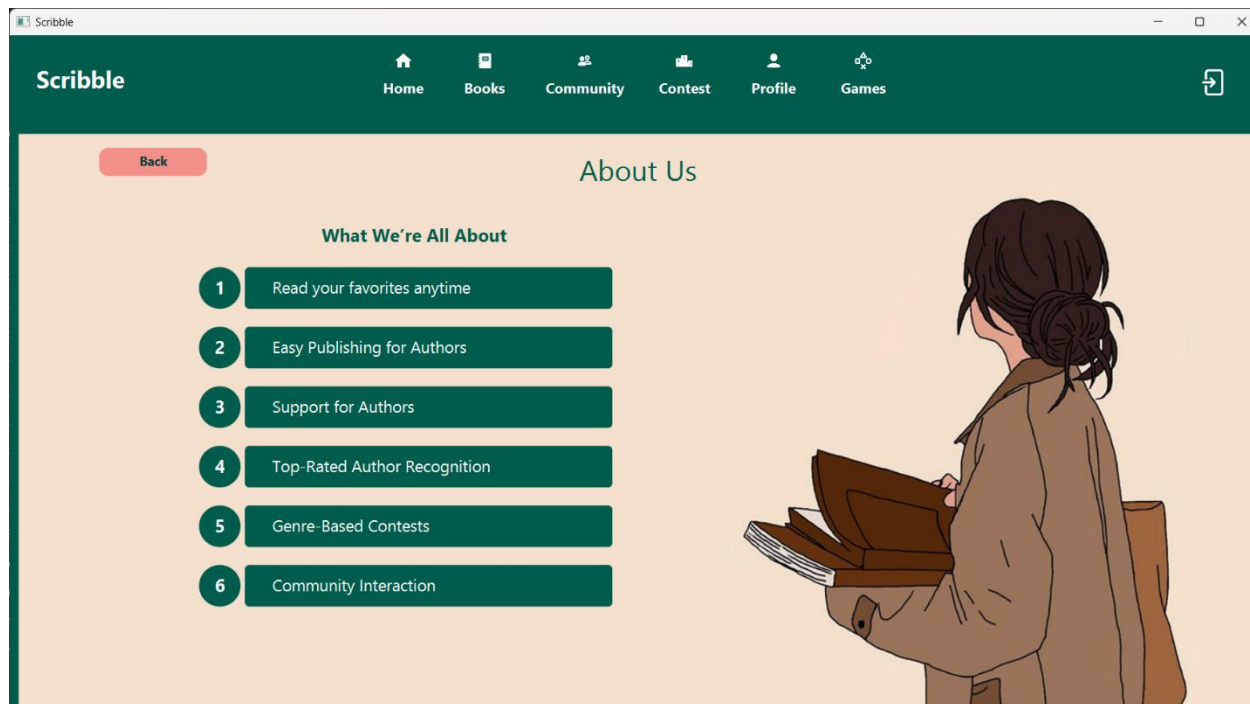 Scribble
Scribble
Home Books Community Contest Profile Games
Back
About Us
What We’re All About
1 Read your favorites anytime
2 Easy Publishing for Authors
3 Support for Authors
4 Top-Rated Author Recognition
5 Genre-Based Contests
6 Community Interaction